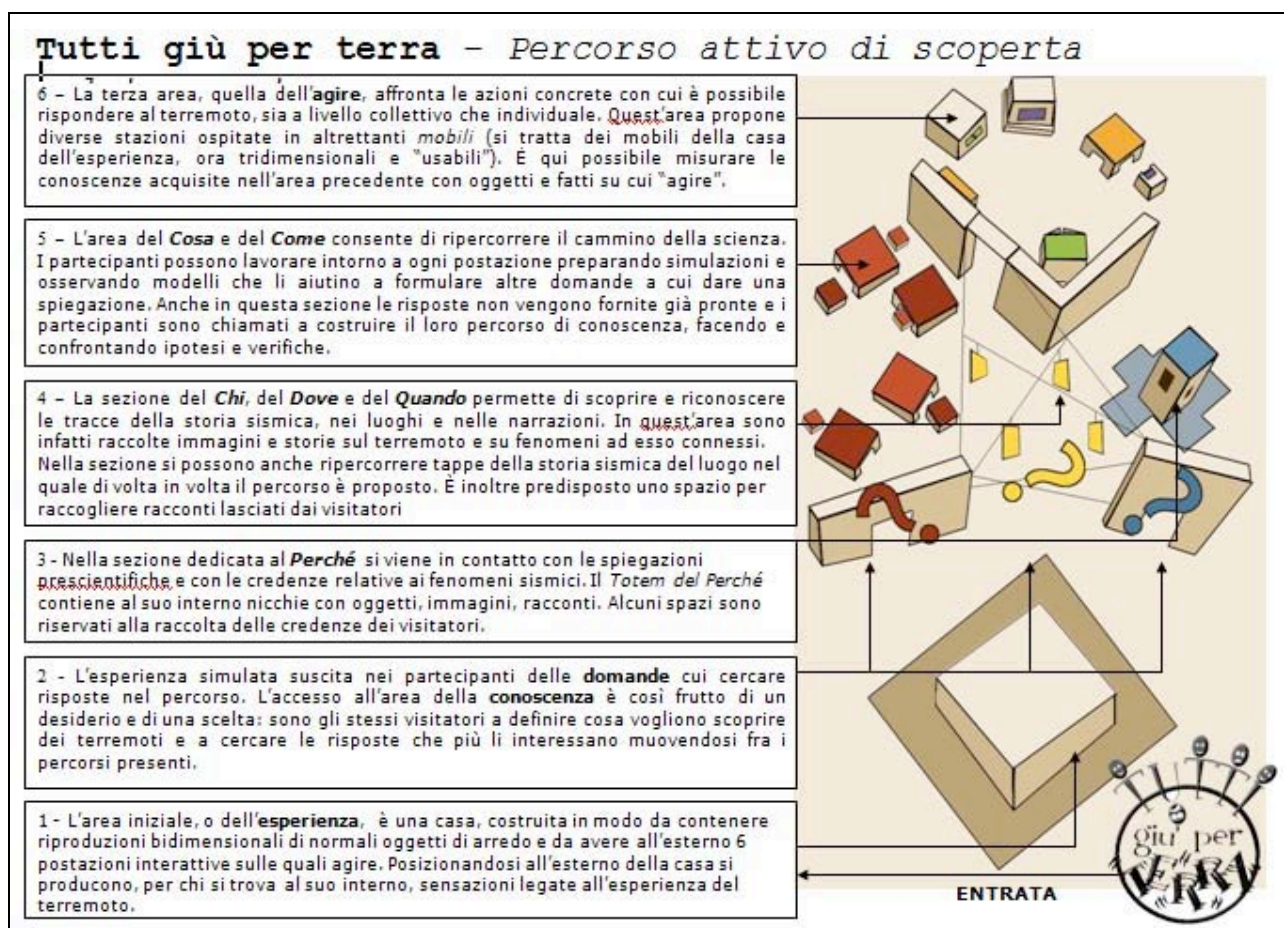 Tutti giù per terra – Percorso attivo di scoperta
6 – La terza area, quella dell'agire, affronta le azioni concrete con cui è possibile
rispondere al terremoto, sia a livello collettivo che individuale. Quest'area propone
diverse stazioni ospitate in altrettanti mobili (si tratta dei mobili della casa
dell'esperienza, ora tridimensionali e "usabili"). È qui possibile misurare le
conoscenze acquisite nell'area precedente con oggetti e fatti su cui "agire".
5 – L'area del Cosa e del Come consente di ripercorrere il cammino della scienza.
I partecipanti possono lavorare intorno a ogni postazione preparando simulazioni e
osservando modelli che li aiutino a formulare altre domande a cui dare una
spiegazione. Anche in questa sezione le risposte non vengono fornite già pronte e i
partecipanti sono chiamati a costruire il loro percorso di conoscenza, facendo e
confrontando ipotesi e verifiche.
4 – La sezione del Chi, del Dove e del Quando permette di scoprire e riconoscere
le tracce della storia sismica, nei luoghi e nelle narrazioni. In quest'area sono
infatti raccolte immagini e storie sul terremoto e su fenomeni ad esso connessi.
Nella sezione si possono anche ripercorrere tappe della storia sismica del luogo nel
quale di volta in volta il percorso è proposto. È inoltre predisposto uno spazio per
raccogliere racconti lasciati dai visitatori
3 - Nella sezione dedicata al Perché si viene in contatto con le spiegazioni
prescientifiche e con le credenze relative ai fenomeni sismici. Il Totem del Perché
contiene al suo interno nicchie con oggetti, immagini, racconti. Alcuni spazi sono
riservati alla raccolta delle credenze dei visitatori.
2 - L'esperienza simulata suscita nei partecipanti delle domande cui cercare
risposte nel percorso. L'accesso all'area della conoscenza è così frutto di un
desiderio e di una scelta: sono gli stessi visitatori a definire cosa vogliono scoprire
dei terremoti e a cercare le risposte che più li interessano muovendosi fra i
percorsi presenti.
1 - L'area iniziale, o dell'esperienza, è una casa, costruita in modo da contenere
riproduzioni bidimensionali di normali oggetti di arredo e da avere all'esterno 6
postazioni interattive sulle quali agire. Posizionandosi all'esterno della casa si
producono, per chi si trova al suo interno, sensazioni legate all'esperienza del
terremoto.
ENTRATA
TUTTI
giù per
TERRA